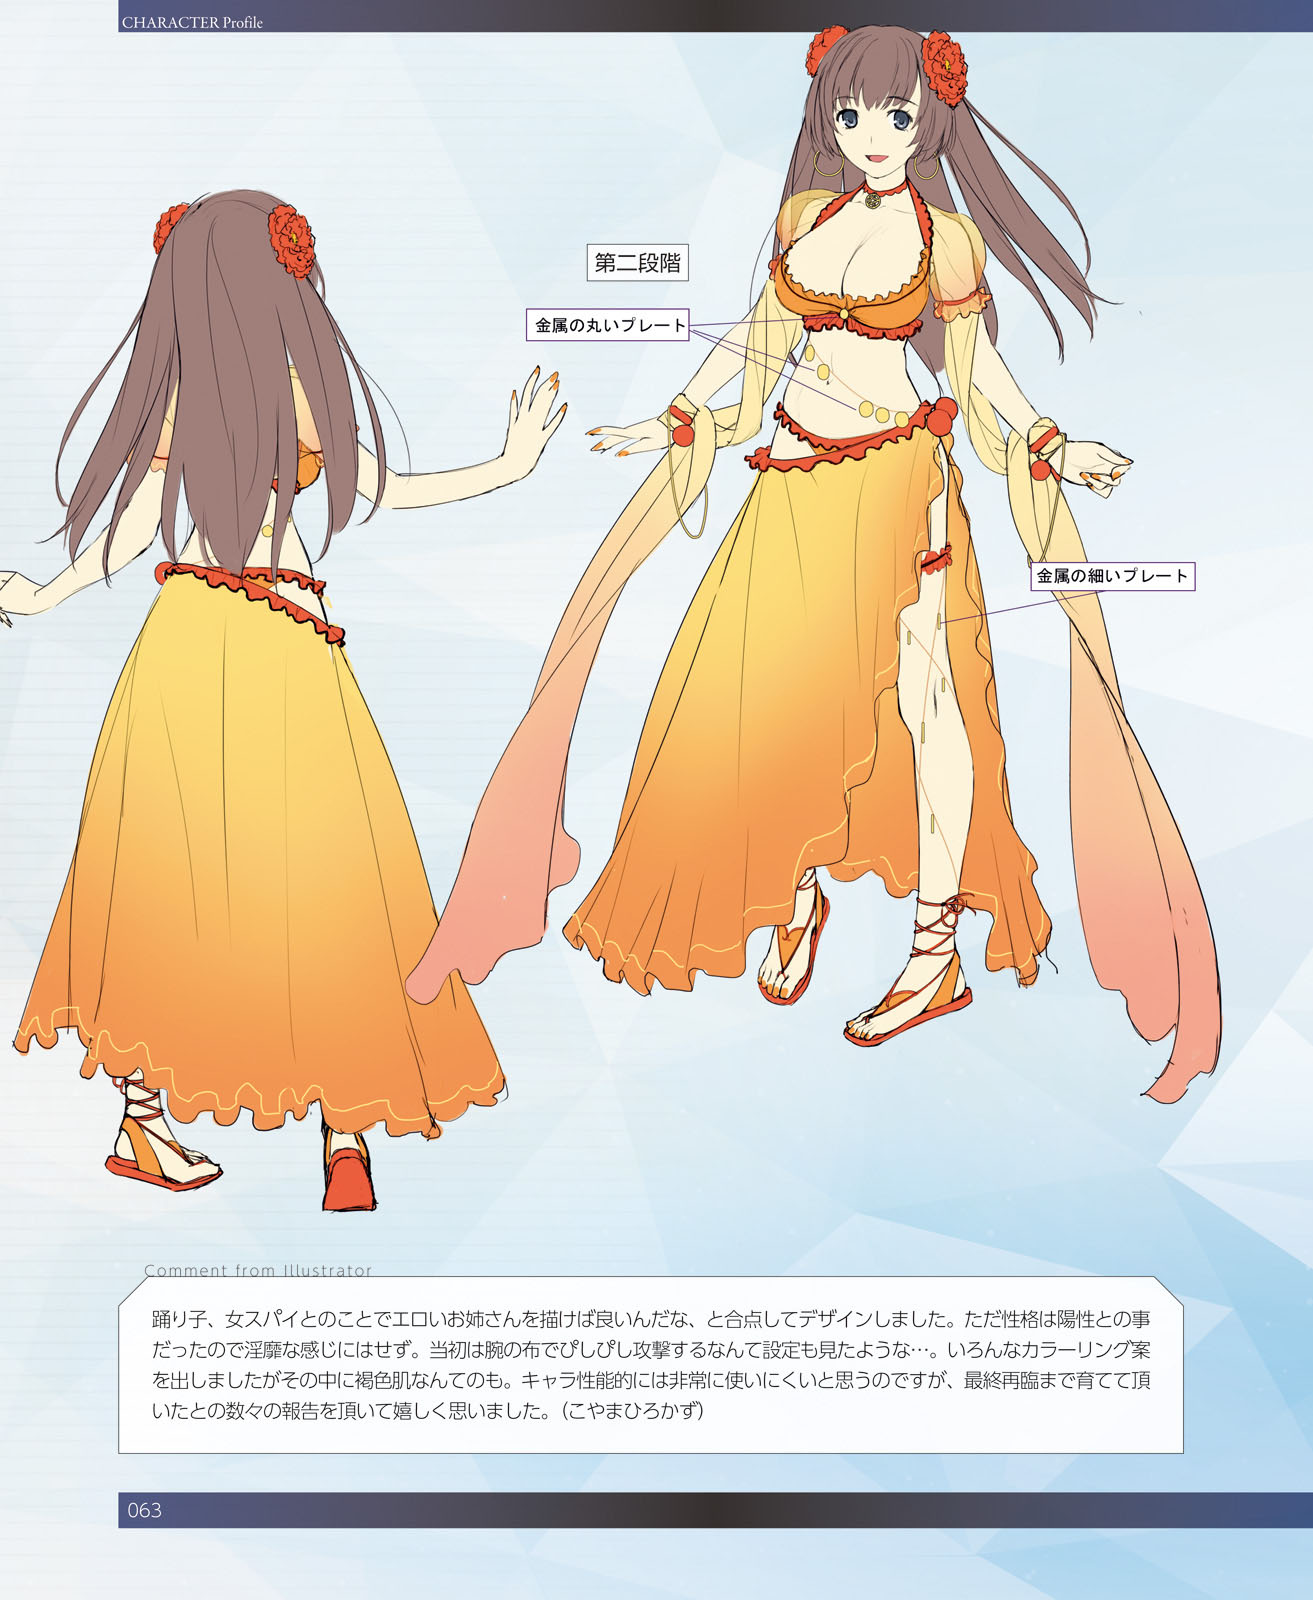 CHARACTER Profile
第二段階
金属の丸いプレート
金属の細いプレート
Comment from Illustrator
踊り子、女スパイとのことでエロいお姉さんを描けば良いんだな、と合点してデザインしました。ただ性格は陽性との事
だったので淫靡な感じにはせず。当初は腕の布でぴしぴし攻撃するなんて設定も見たような…。いろんなカラーリング案
を出しましたがその中に褐色肌なんてのも。キャラ性能的には非常に使いにくいと思うのですが、最終再臨まで育てて頂
いたとの数々の報告を頂いて嬉しく思いました。（こやまひろかず）
063